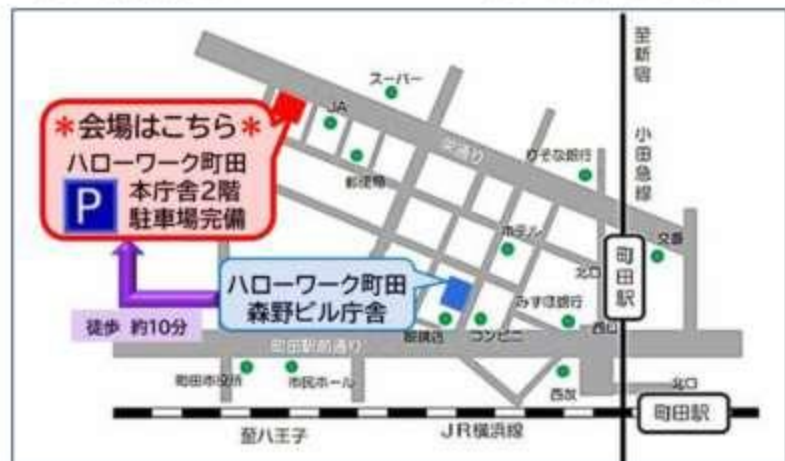 至新宿
小田急線
スーパー
JA
＊会場はこちら＊
ハローワーク町田
P
本庁舎2階
駐車場完備
郵便局
りそな銀行
ホテル
交番
町田駅
北口
ハローワーク町田
森野ビル庁舎
みずほ銀行
徒歩 約10分
眼鏡店
コンビニ
町田駅前通り
町田市役所
市民ホール
西友
北口
町田駅
至八王子
JR横浜線